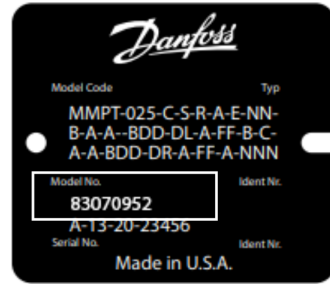 Danfoss
Model Code Typ
MMPT-025-C-S-R-A-E-NN-
B-A-A--BDD-DL-A-FF-B-C-
A-A-BDD-DR-A-FF-A-NNN
Model No. Ident Nr.
83070952
A-13-20-23456
Serial No. Ident Nr.
Made in U.S.A.